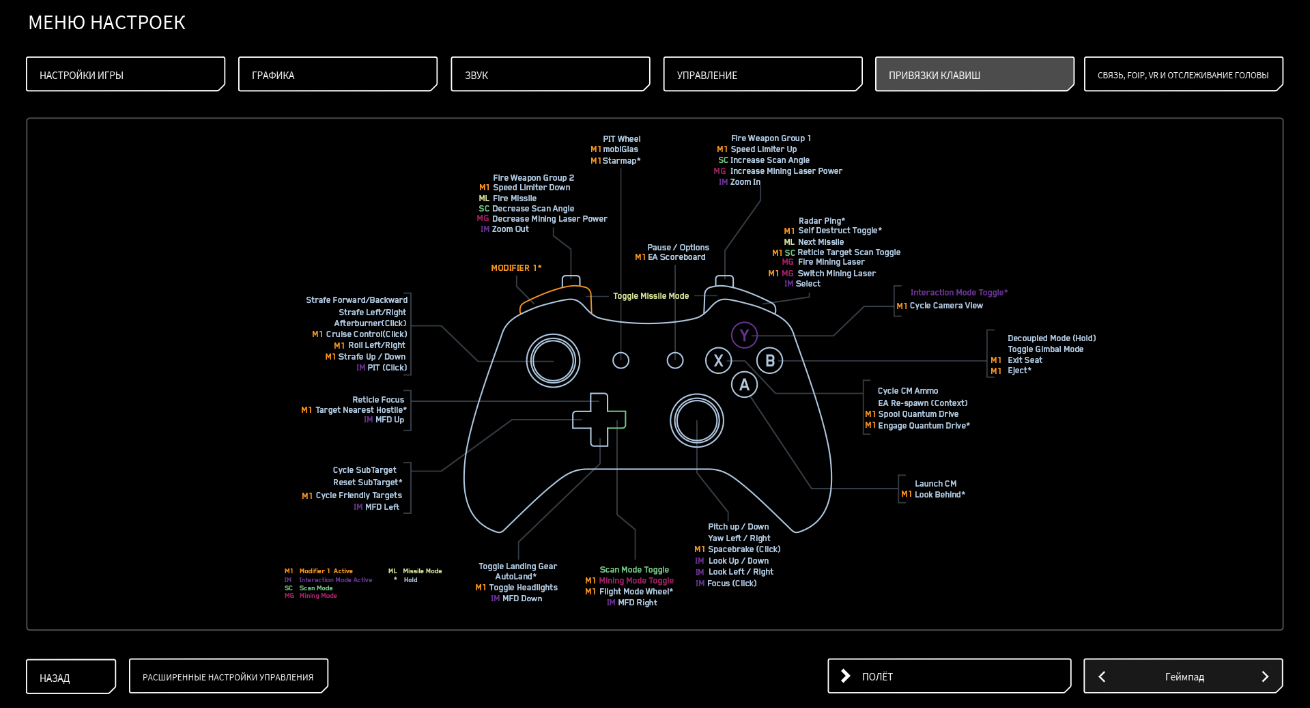 МЕНЮ НАСТРОЕК
НАСТРОЙКИ ИГРЫ
ГРАФИКА
ЗВУК
УПРАВЛЕНИЕ
ПРИВЯЗКИ КЛАВИШ
СВЯЗЬ, FOIP, VR И ОТСЛЕЖИВАНИЕ ГОЛОВЫ
PIT Wheel
M1 mobiGlas
M1 Starmap*
Fire Weapon Group 1
M1 Speed Limiter Up
SC Increase Scan Angle
MG Increase Mining Laser Power
IM Zoom In
Fire Weapon Group 2
M1 Speed Limiter Down
ML Fire Missile
SC Decrease Scan Angle
MG Decrease Mining Laser Power
IM Zoom Out
Radar Ping*
M1 Self Destruct Toggle*
ML Next Missile
M1 SC Reticle Target Scan Toggle
MG Fire Mining Laser
M1 MG Switch Mining Laser
IM Select
Pause / Options
M1 EA Scoreboard
MODIFIER 1*
Toggle Missile Mode
Interaction Mode Toggle*
M1 Cycle Camera View
Strafe Forward/Backward
Strafe Left/Right
Afterburner(Click)
M1 Cruise Control(Click)
M1 Roll Left/Right
M1 Strafe Up / Down
IM PIT (Click)
Y
X
B
A
Decoupled Mode (Hold)
Toggle Gimbal Mode
M1 Exit Seat
M1 Eject*
Reticle Focus
M1 Target Nearest Hostile*
IM MFD Up
Cycle CM Ammo
EA Re-spawn (Context)
M1 Spool Quantum Drive
M1 Engage Quantum Drive*
Cycle SubTarget
Reset SubTarget*
M1 Cycle Friendly Targets
IM MFD Left
Launch CM
M1 Look Behind*
Toggle Landing Gear
AutoLand*
M1 Toggle Headlights
IM MFD Down
Scan Mode Toggle
M1 Mining Mode Toggle
M1 Flight Mode Wheel*
IM MFD Right
Pitch up / Down
Yaw Left / Right
M1 Spacebrake (Click)
IM Look Up / Down
IM Look Left / Right
IM Focus (Click)
M1 Modifier 1 Active
IM Interaction Mode Active
SC Scan Mode
MG Mining Mode
ML Missile Mode
* Hold
НАЗАД
РАСШИРЕННЫЕ НАСТРОЙКИ УПРАВЛЕНИЯ
ПОЛЁТ
Геймпад